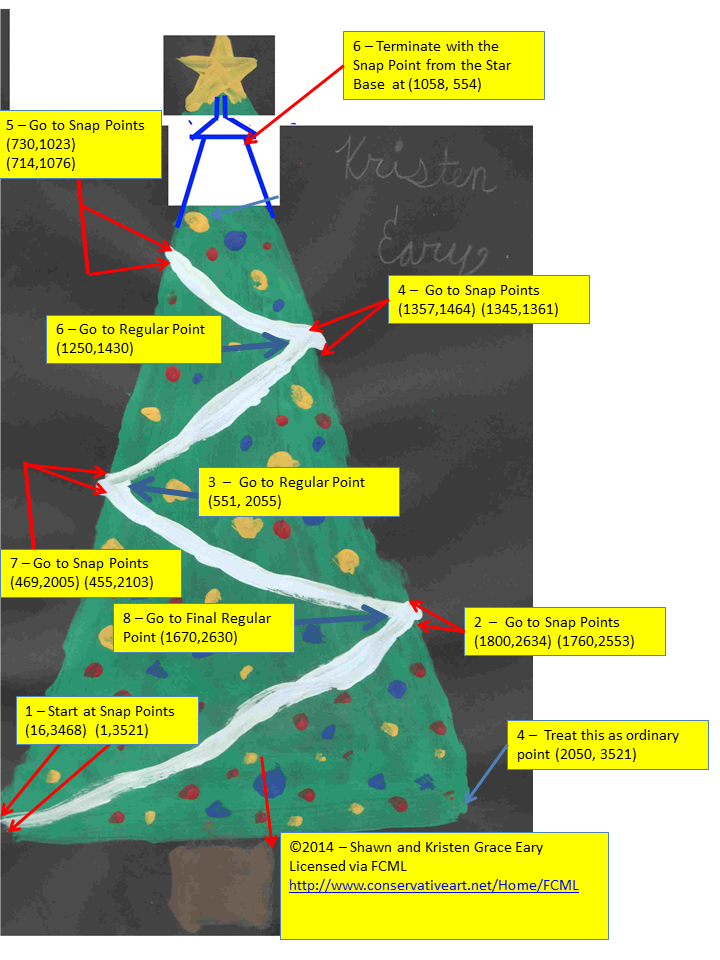 6 – Terminate with the
Snap Point from the Star
Base  at (1058, 554)
5 – Go to Snap Points
(730,1023)
(714,1076)
Kristen
Eary
4 –  Go to Snap Points
(1357,1464)  (1345,1361)
6 – Go to Regular Point
(1250,1430)
3  –  Go to Regular Point
(551, 2055)
7 – Go to Snap Points
(469,2005) (455,2103)
8 – Go to Final Regular
Point (1670,2630)
2  –  Go to Snap Points
(1800,2634)  (1760,2553)
1 – Start at Snap Points
(16,3468)  (1,3521)
4 –  Treat this as ordinary
point (2050, 3521)
©2014 – Shawn and Kristen Grace Eary
Licensed via FCML
http://www.conservativeart.net/Home/FCML